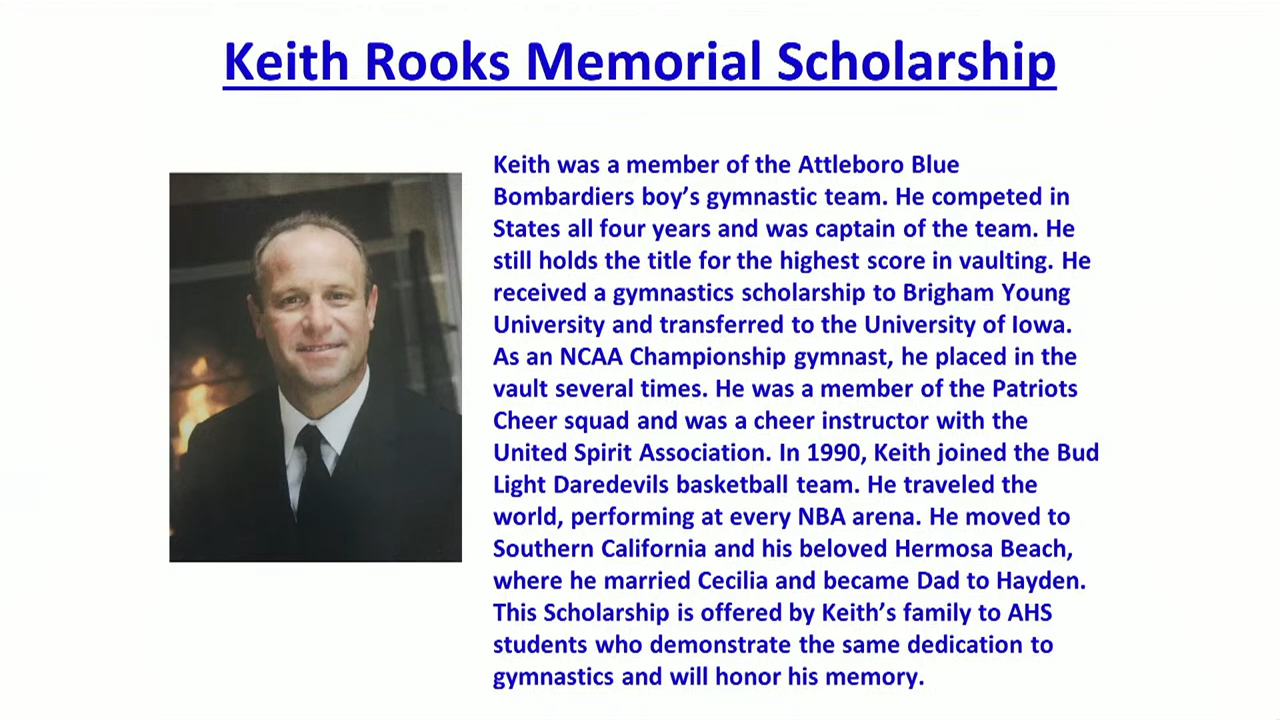 Keith Rooks Memorial Scholarship
Keith was a member of the Attleboro Blue
Bombardiers boy’s gymnastic team. He competed in
States all four years and was captain of the team. He
still holds the title for the highest score in vaulting. He
received a gymnastics scholarship to Brigham Young
University and transferred to the University of Iowa.
As an NCAA Championship gymnast, he placed in the
vault several times. He was a member of the Patriots
Cheer squad and was a cheer instructor with the
United Spirit Association. In 1990, Keith joined the Bud
Light Daredevils basketball team. He traveled the
world, performing at every NBA arena. He moved to
Southern California and his beloved Hermosa Beach,
where he married Cecilia and became Dad to Hayden.
This Scholarship is offered by Keith’s family to AHS
students who demonstrate the same dedication to
gymnastics and will honor his memory.